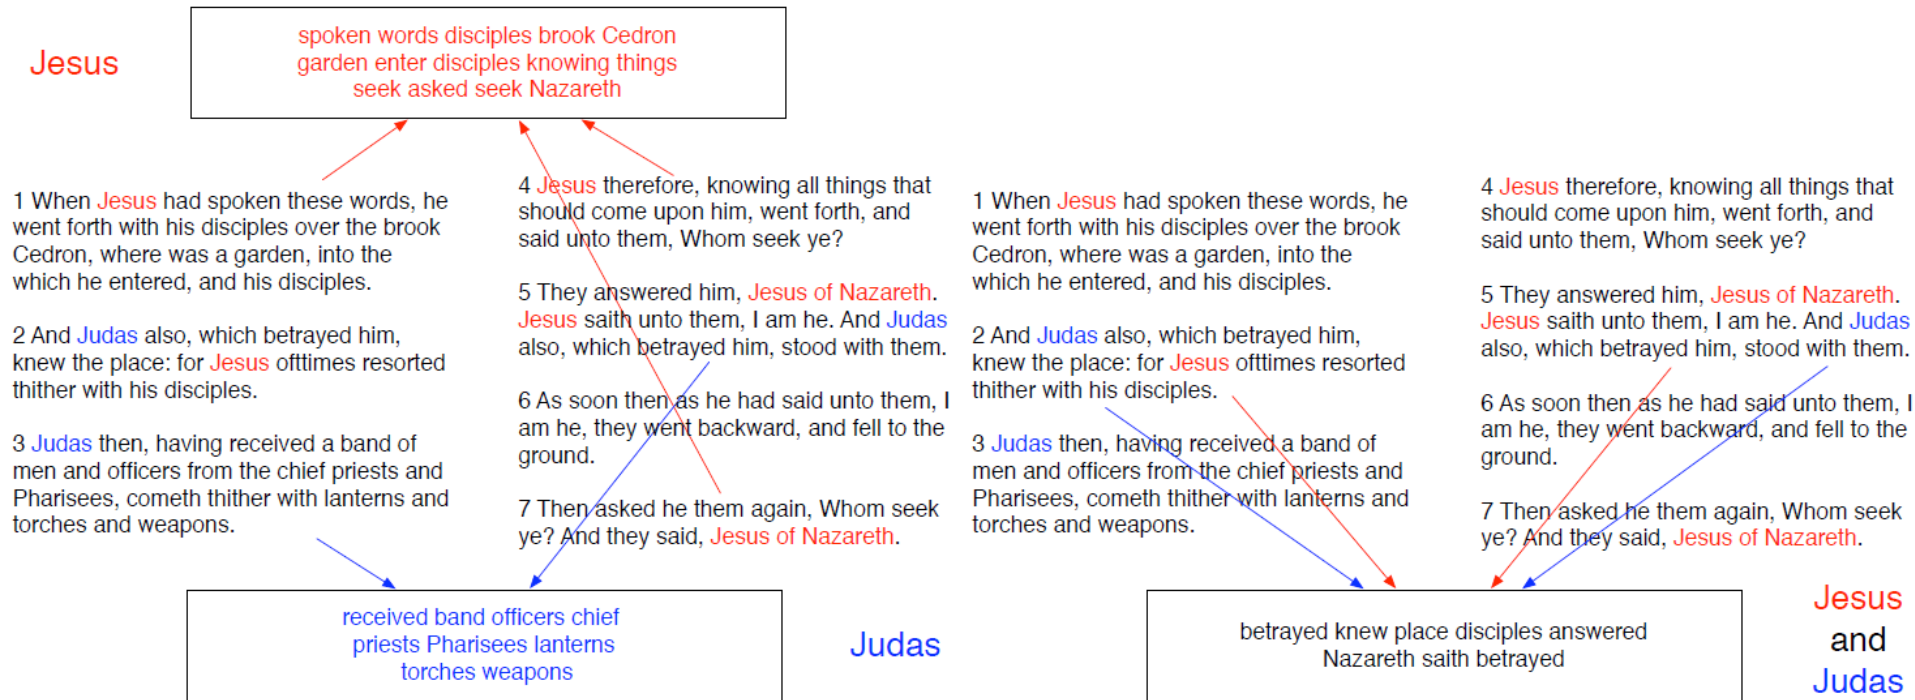 Jesus
spoken words disciples brook Cedron
garden enter disciples knowing things
seek asked seek Nazareth
1 When Jesus had spoken these words, he
went forth with his disciples over the brook
Cedron, where was a garden, into the
which he entered, and his disciples.
2 And Judas also, which betrayed him,
knew the place: for Jesus ofttimes resorted
thither with his disciples.
3 Judas then, having received a band of
men and officers from the chief priests and
Pharisees, cometh thither with lanterns and
torches and weapons.
4 Jesus therefore, knowing all things that
should come upon him, went forth, and
said unto them, Whom seek ye?
5 They answered him, Jesus of Nazareth.
Jesus saith unto them, I am he. And Judas
also, which betrayed him, stood with them.
6 As soon then as he had said unto them, I
am he, they went backward, and fell to the
ground.
7 Then asked he them again, Whom seek
ye? And they said, Jesus of Nazareth.
received band officers chief
priests Pharisees lanterns
torches weapons
Judas
1 When Jesus had spoken these words, he
went forth with his disciples over the brook
Cedron, where was a garden, into the
which he entered, and his disciples.
2 And Judas also, which betrayed him,
knew the place: for Jesus ofttimes resorted
thither with his disciples.
3 Judas then, having received a band of
men and officers from the chief priests and
Pharisees, cometh thither with lanterns and
torches and weapons.
4 Jesus therefore, knowing all things that
should come upon him, went forth, and
said unto them, Whom seek ye?
5 They answered him, Jesus of Nazareth.
Jesus saith unto them, I am he. And Judas
also, which betrayed him, stood with them.
6 As soon then as he had said unto them, I
am he, they went backward, and fell to the
ground.
7 Then asked he them again, Whom seek
ye? And they said, Jesus of Nazareth.
betrayed knew place disciples answered
Nazareth saith betrayed
Jesus
and
Judas